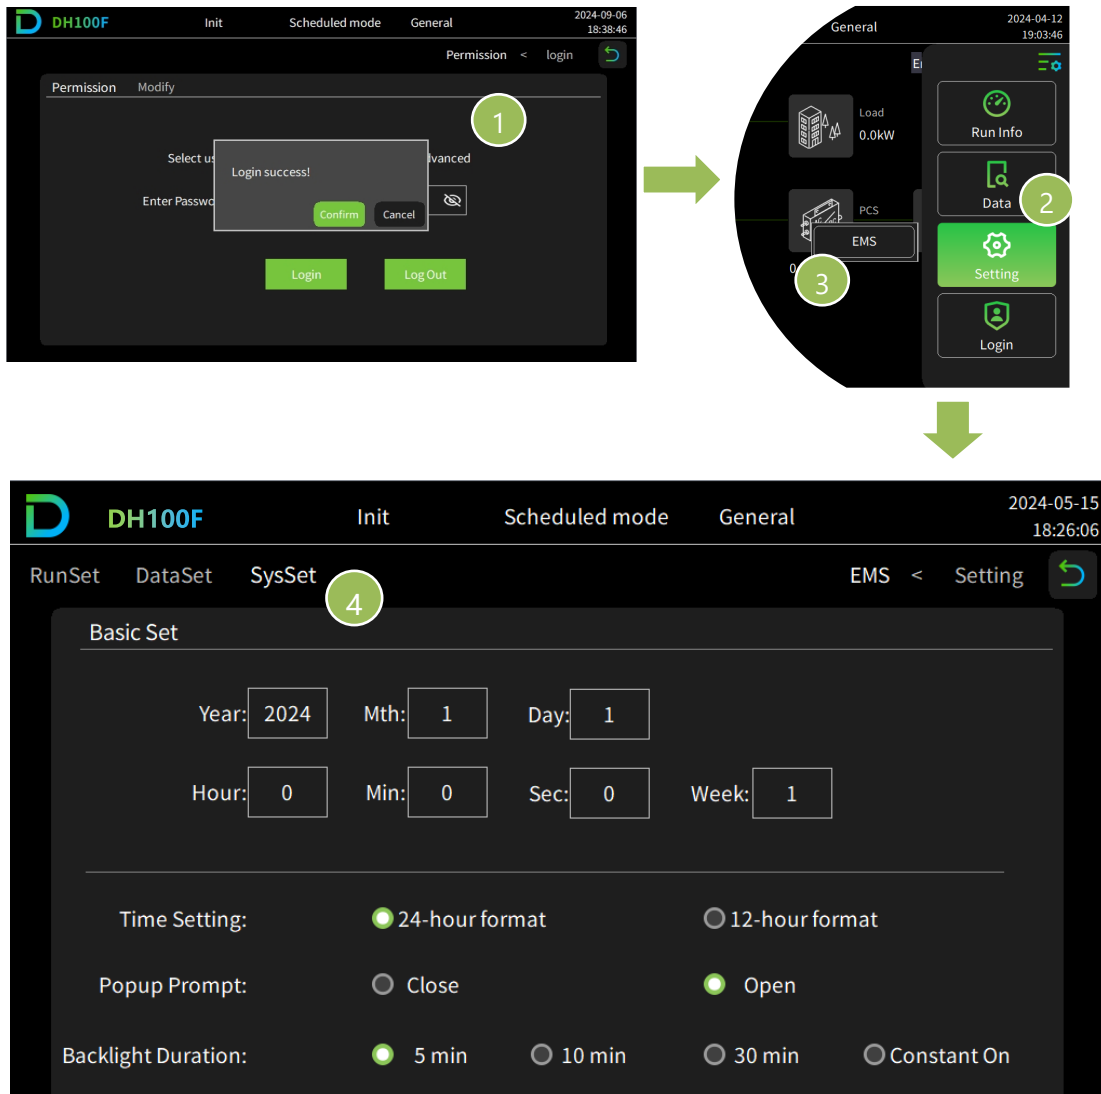 DH100F Init Scheduled mode General 2024-09-06
18:38:46
Permission < login
Permission Modify
1
Select us
dvanced
Login success!
Enter Passwo
Confirm Cancel
Login Log Out
General 2024-04-12
19:03:46
Load
0.0kW
Run Info
Data
2
PCS
EMS
Setting
3
Login
DH100F Init Scheduled mode General 2024-05-15
18:26:06
RunSet DataSet SysSet EMS < Setting
4
Basic Set
Year: 2024 Mth: 1 Day: 1
Hour: 0 Min: 0 Sec: 0 Week: 1
Time Setting: 24-hour format 12-hour format
Popup Prompt: Close Open
Backlight Duration: 5 min 10 min 30 min Constant On